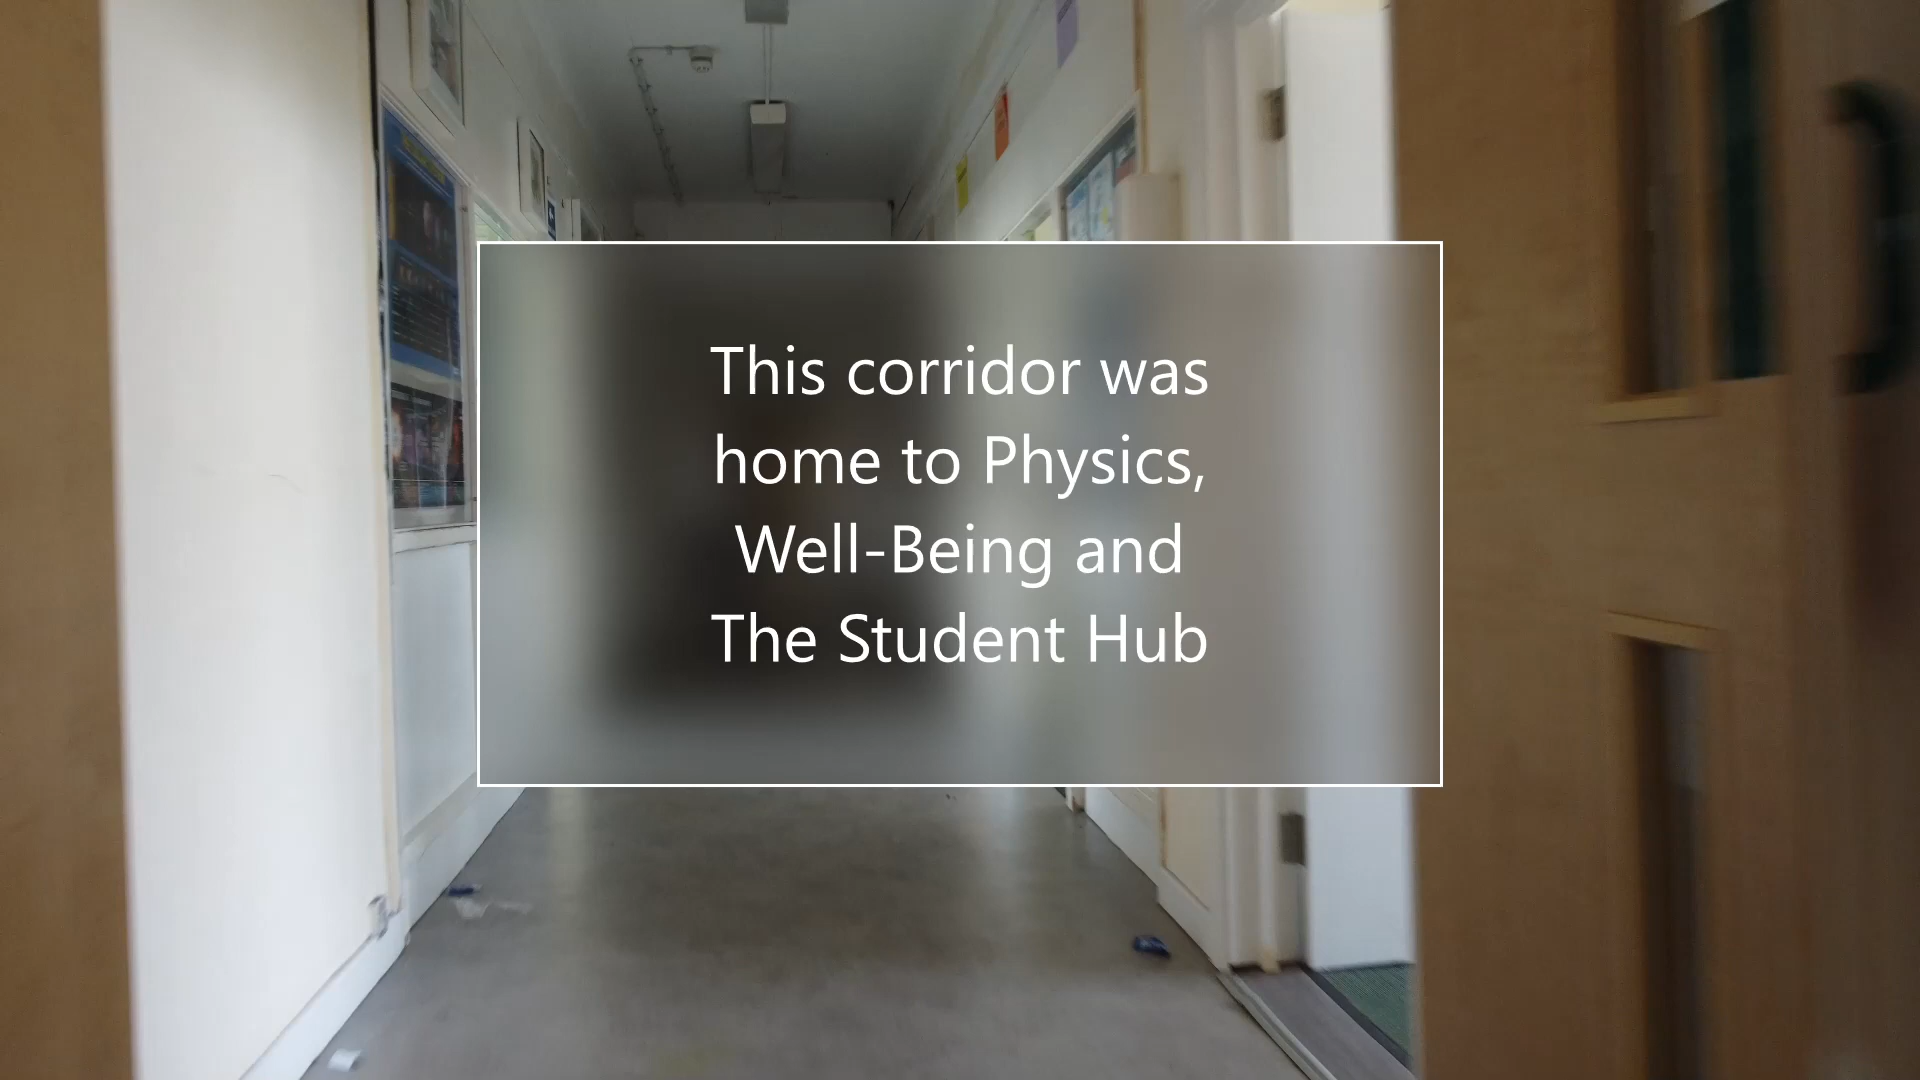 This corridor was
home to Physics,
Well-Being and
The Student Hub